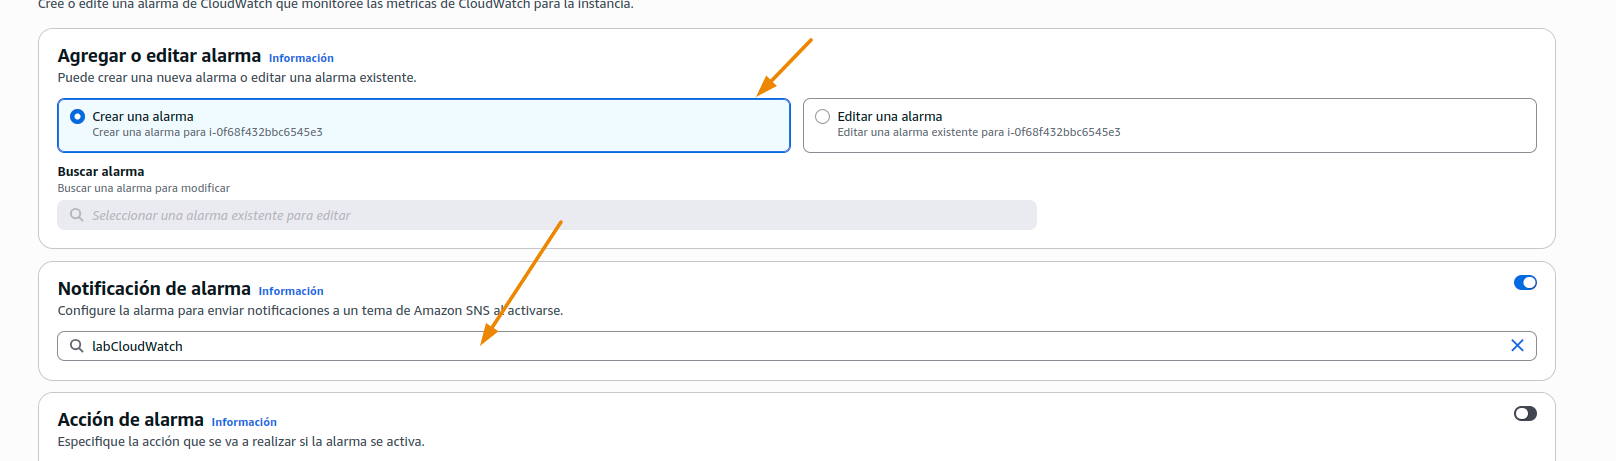 Cree o edite una alarma de CloudWatch que monitoree las métricas de CloudWatch para la instancia.
Agregar o editar alarma Información
Puede crear una nueva alarma o editar una alarma existente.
Crear una alarma
Crear una alarma para i-0f68f432bbc6545e3
Editar una alarma
Editar una alarma existente para i-0f68f432bbc6545e3
Buscar alarma
Buscar una alarma para modificar
Seleccionar una alarma existente para editar
Notificación de alarma Información
Configure la alarma para enviar notificaciones a un tema de Amazon SNS al activarse.
labCloudWatch
Acción de alarma Información
Especifique la acción que se va a realizar si la alarma se activa.